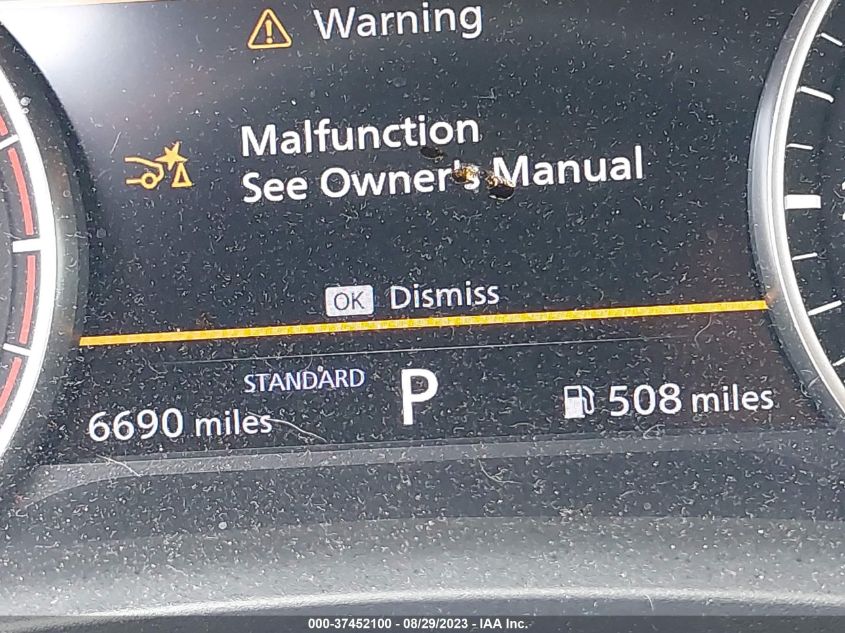 Warning
Malfunction
See Owner's Manual
OK Dismiss
STANDARD
P
6690 miles
508 miles
000-37452100 - 08/29/2023 - IAA Inc.